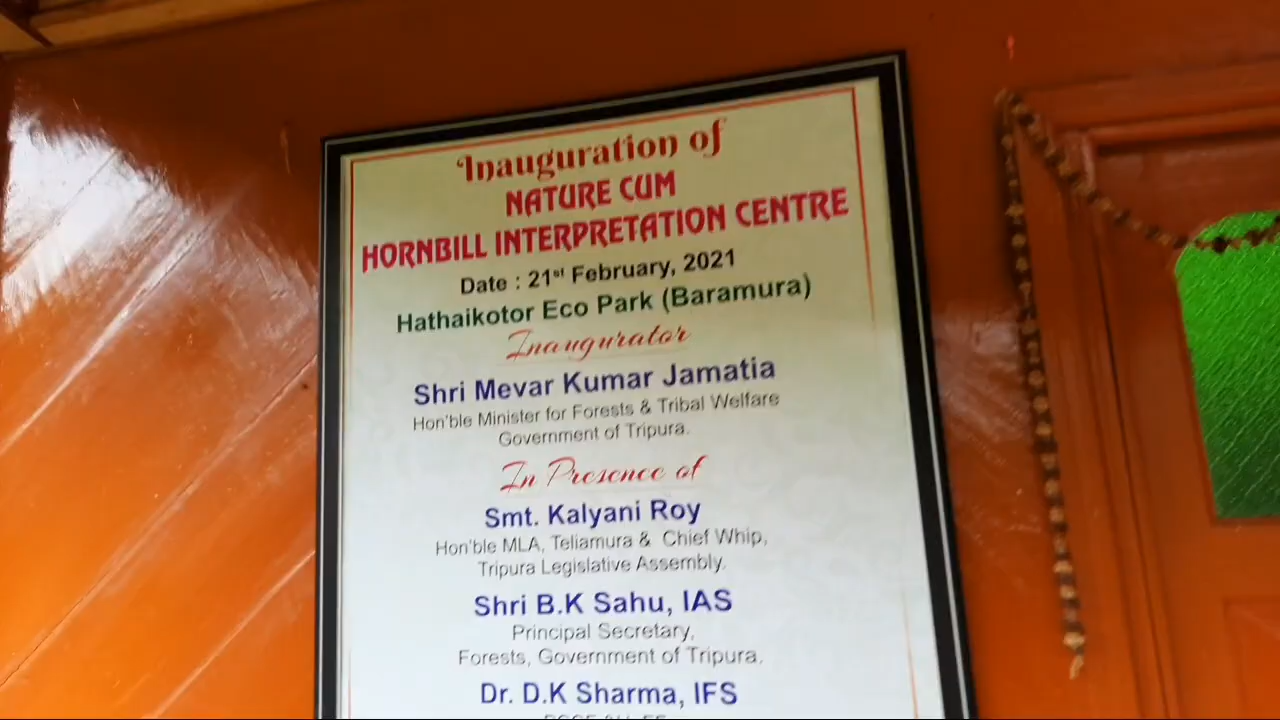 Inauguration of
NATURE CUM
HORNBILL INTERPRETATION CENTRE
Date : 21st February, 2021
Hathaikotor Eco Park (Baramura)
Inaugurator
Shri Mevar Kumar Jamatia
Hon'ble Minister for Forests & Tribal Welfare
Government of Tripura.
In Presence of
Smt. Kalyani Roy
Hon'ble MLA, Teliamura & Chief Whip,
Tripura Legislative Assembly.
Shri B.K Sahu, IAS
Principal Secretary,
Forests, Government of Tripura.
Dr. D.K Sharma, IFS